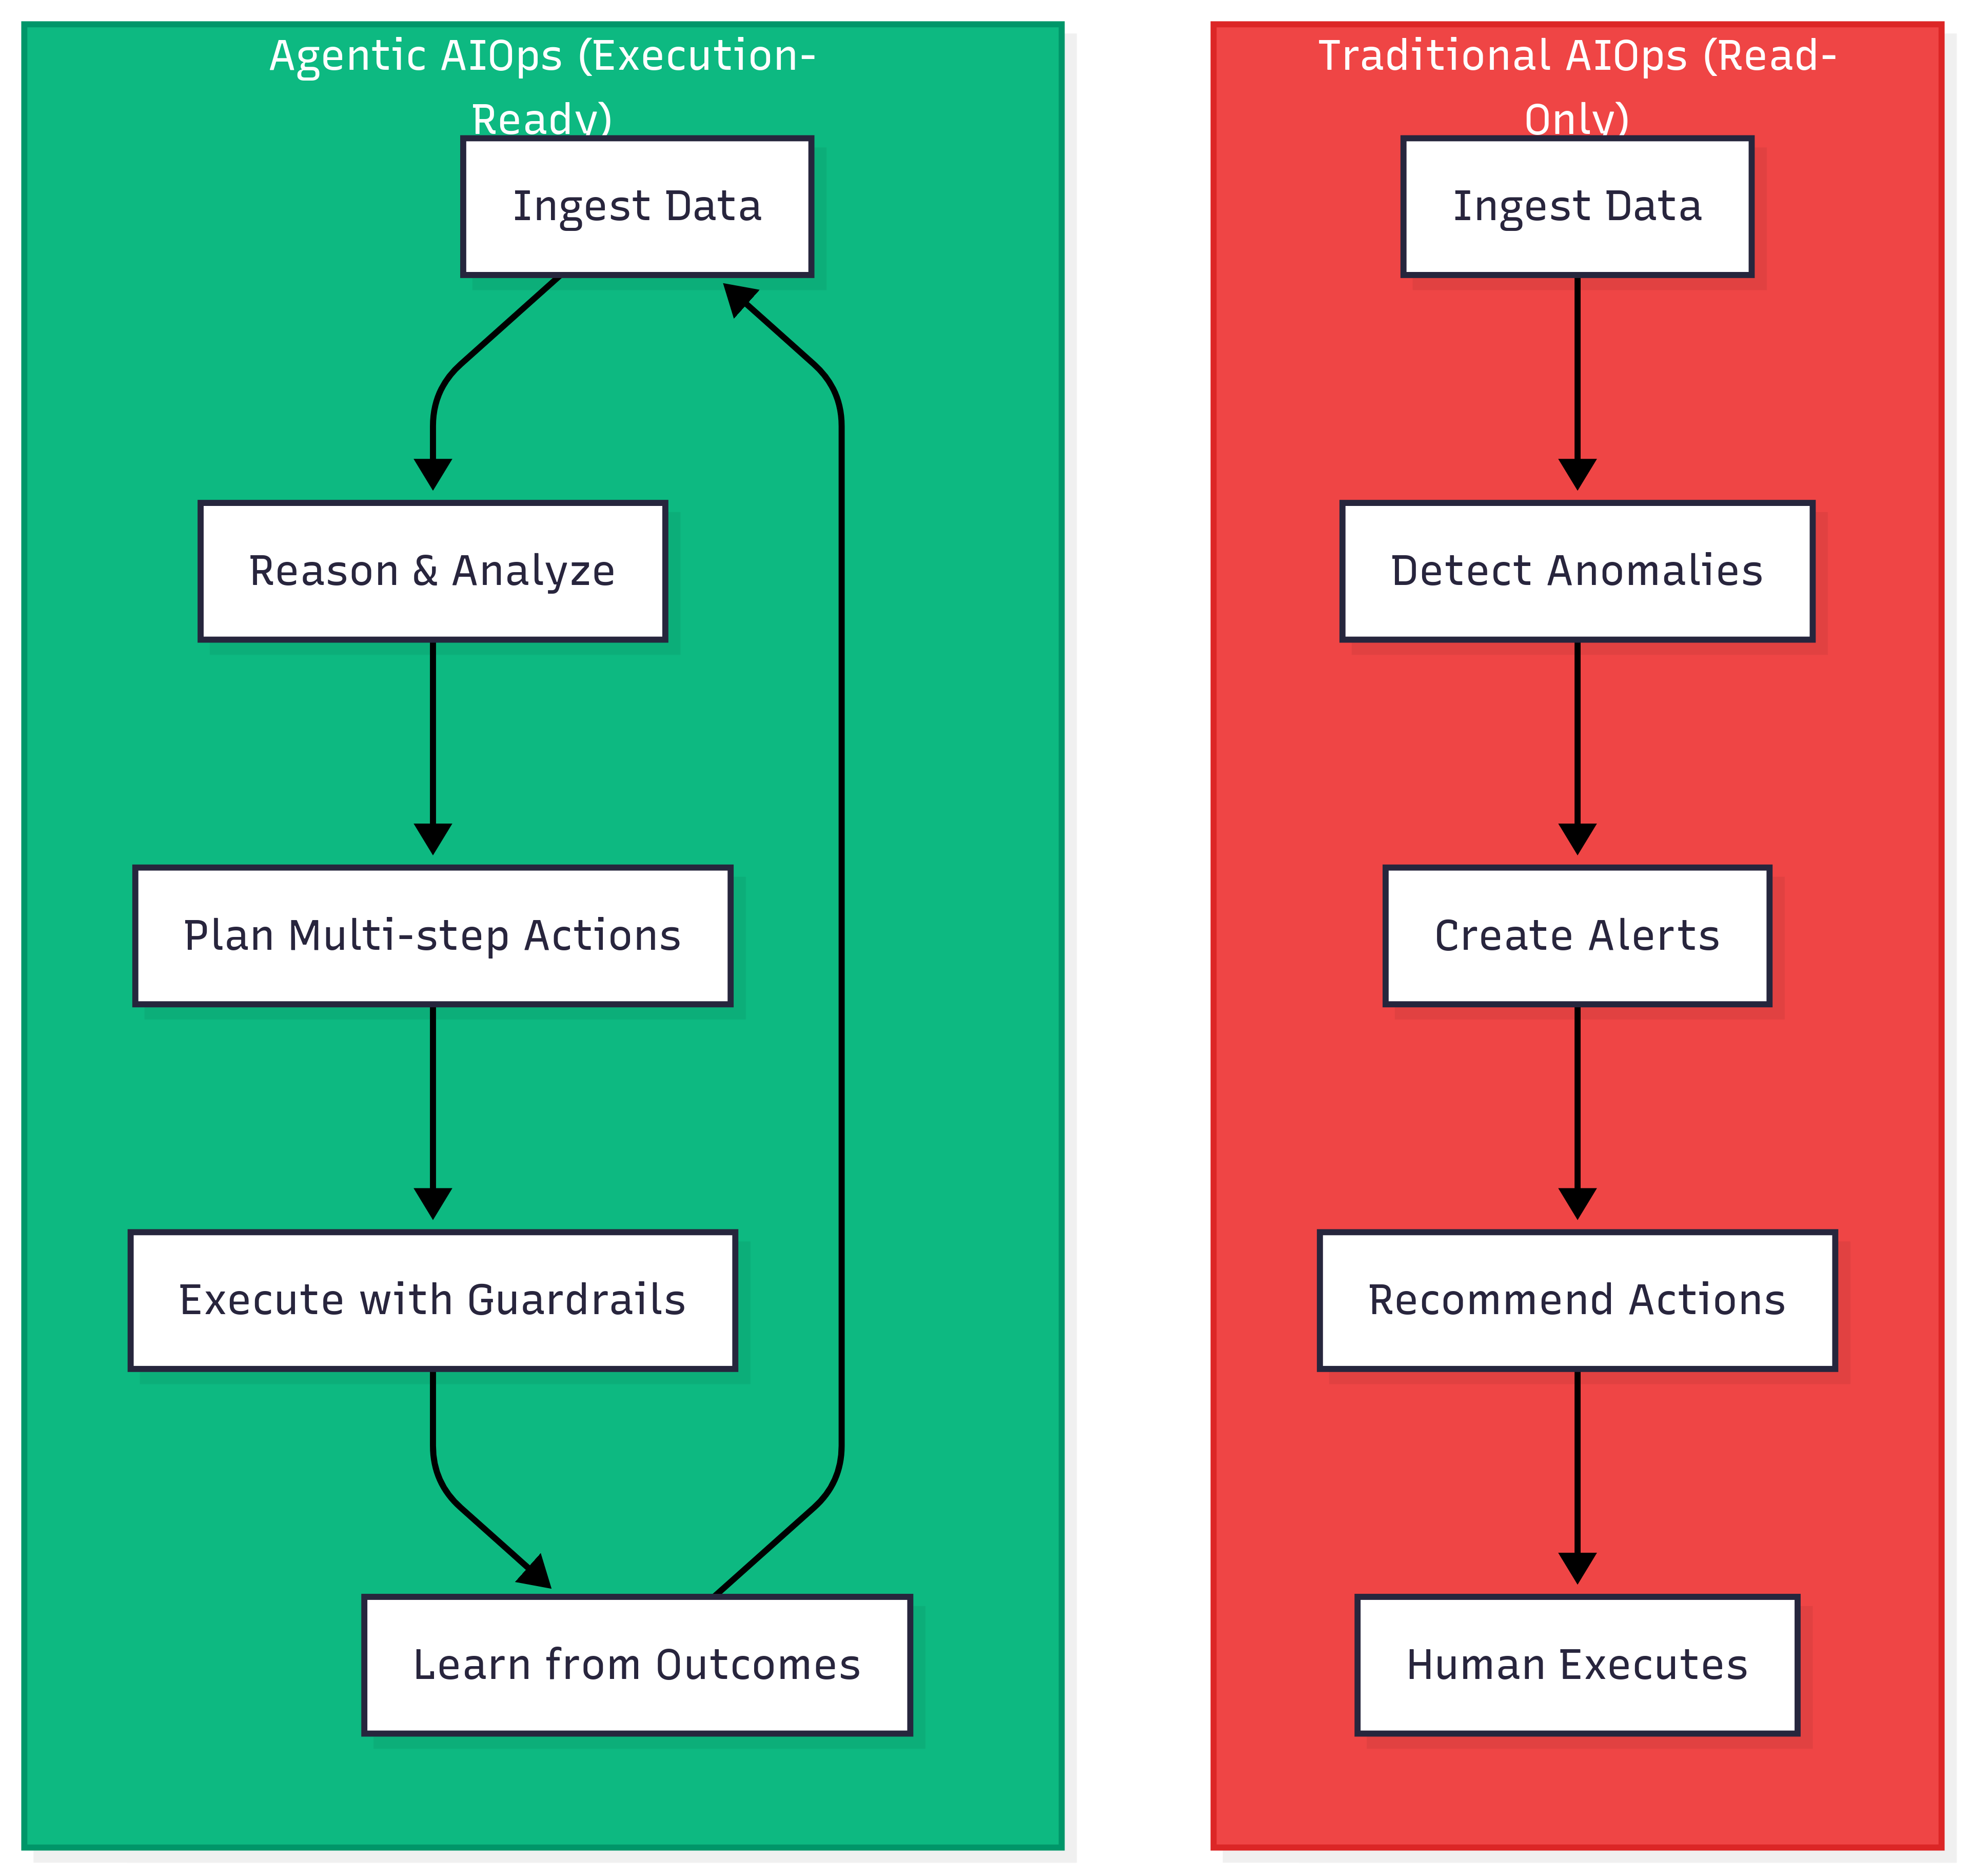 Agentic AIOps (Execution-
Ready)
Ingest Data
Reason & Analyze
Plan Multi-step Actions
Execute with Guardrails
Learn from Outcomes
Traditional AIOps (Read-
Only)
Ingest Data
Detect Anomalies
Create Alerts
Recommend Actions
Human Executes